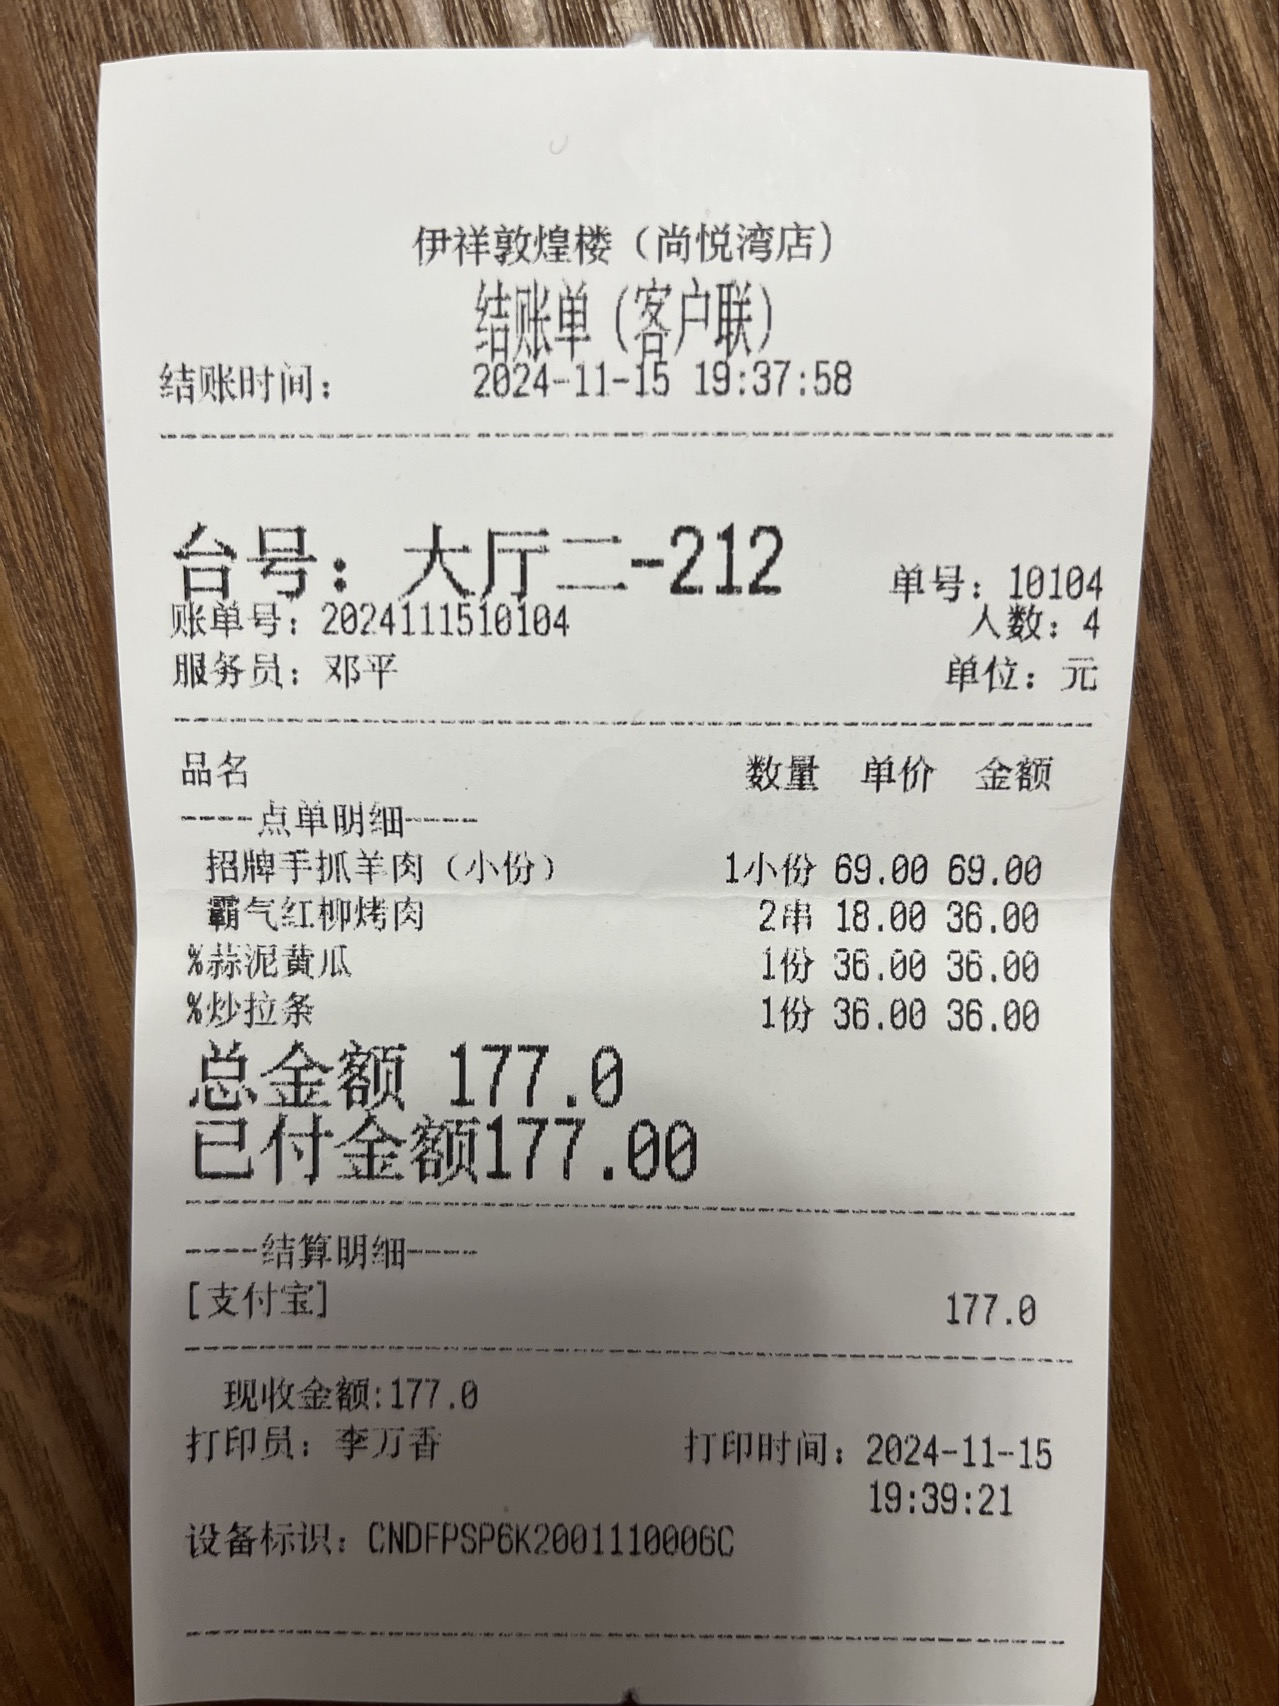 伊祥敦煌楼（尚悦湾店）
结账单（客户联）
结账时间： 2024-11-15 19:37:58
台号：大厅二-212 单号：10104
账单号：2024111510104 人数：4
服务员：邓平 单位：元
品名 数量 单价 金额
----点单明细----
招牌手抓羊肉（小份） 1小份 69.00 69.00
霸气红柳烤肉 2串 18.00 36.00
%蒜泥黄瓜 1份 36.00 36.00
%炒拉条 1份 36.00 36.00
总金额 177.0
已付金额177.00
----结算明细----
[支付宝] 177.0
现收金额:177.0
打印员：李万香 打印时间：2024-11-15
19:39:21
设备标识：CNDFPSP6K2001110006C